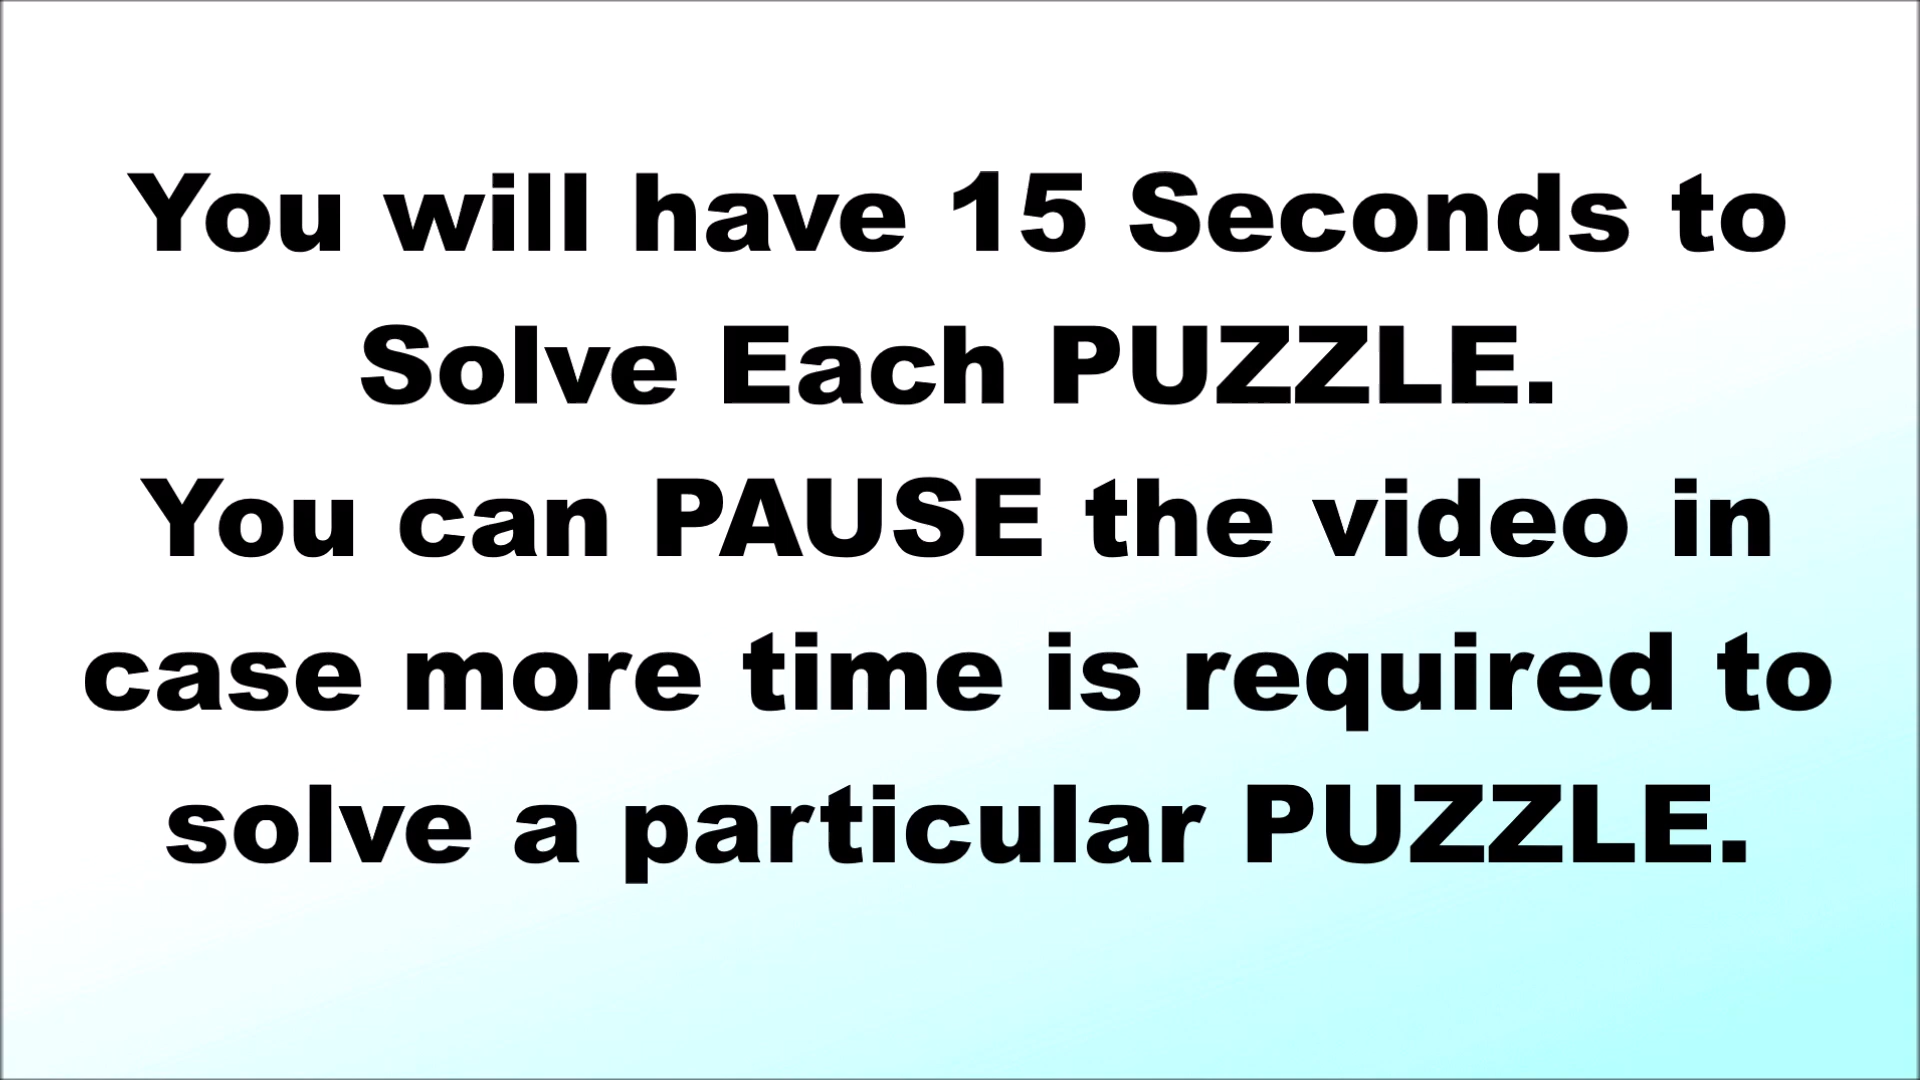 You will have 15 Seconds to
Solve Each PUZZLE.
You can PAUSE the video in
case more time is required to
solve a particular PUZZLE.